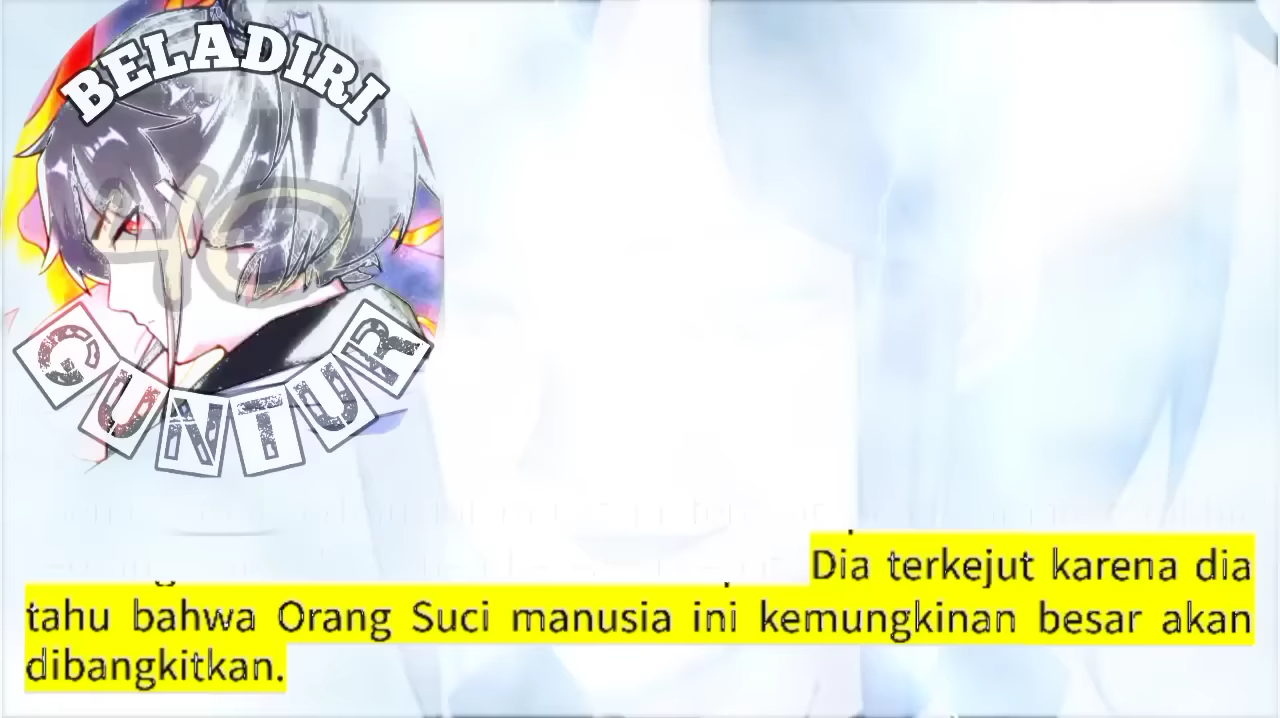 BELADIRI
GUNTUR
Dia terkejut karena dia
tahu bahwa Orang Suci manusia ini kemungkinan besar akan
dibangkitkan.